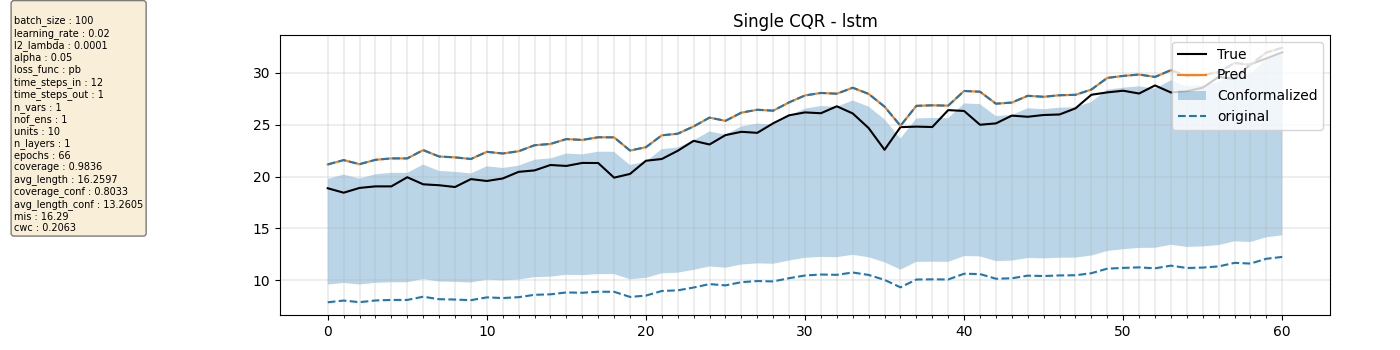 batch_size : 100
learning_rate : 0.02
l2_lambda : 0.0001
alpha : 0.05
loss_func : pb
time_steps_in : 12
time_steps_out : 1
n_vars : 1
nof_ens : 1
units : 10
n_layers : 1
epochs : 66
coverage : 0.9836
avg_length : 16.2597
coverage_conf : 0.8033
avg_length_conf : 13.2605
mis : 16.29
cwc : 0.2063
Single CQR - lstm
True
Pred
Conformalized
original
30
25
20
15
10
0 10 20 30 40 50 60